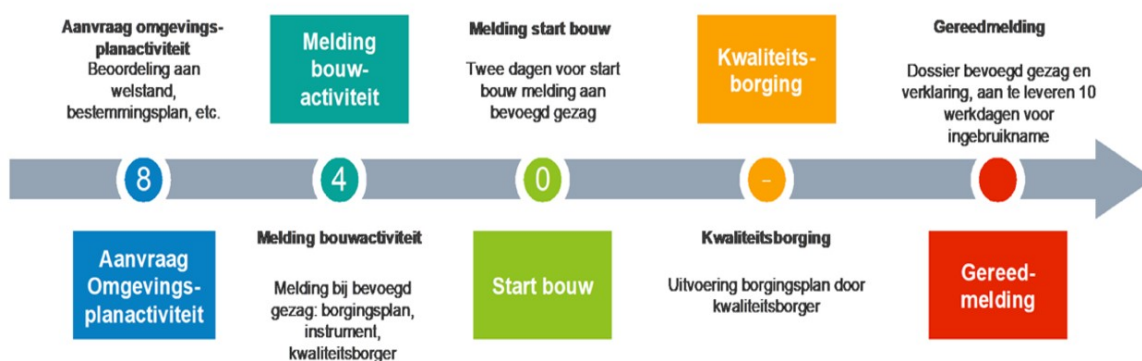 Aanvraag omgevings-
planactiviteit
Beoordeling aan
welstand,
bestemmingsplan, etc.
Melding
bouw-
activiteit
Melding start bouw
Twee dagen voor start
bouw melding aan
bevoegd gezag
Kwaliteits-
borging
Gereedmelding
Dossier bevoegd gezag en
verklaring, aan te leveren 10
werkdagen voor
ingebruikname
8
4
0
-
Aanvraag
Omgevings-
planactiviteit
Melding bouwactiviteit
Melding bij bevoegd
gezag: borgingsplan,
instrument,
kwaliteitsborger
Start bouw
Kwaliteitsborging
Uitvoering borgingsplan door
kwaliteitsborger
Gereed-
melding